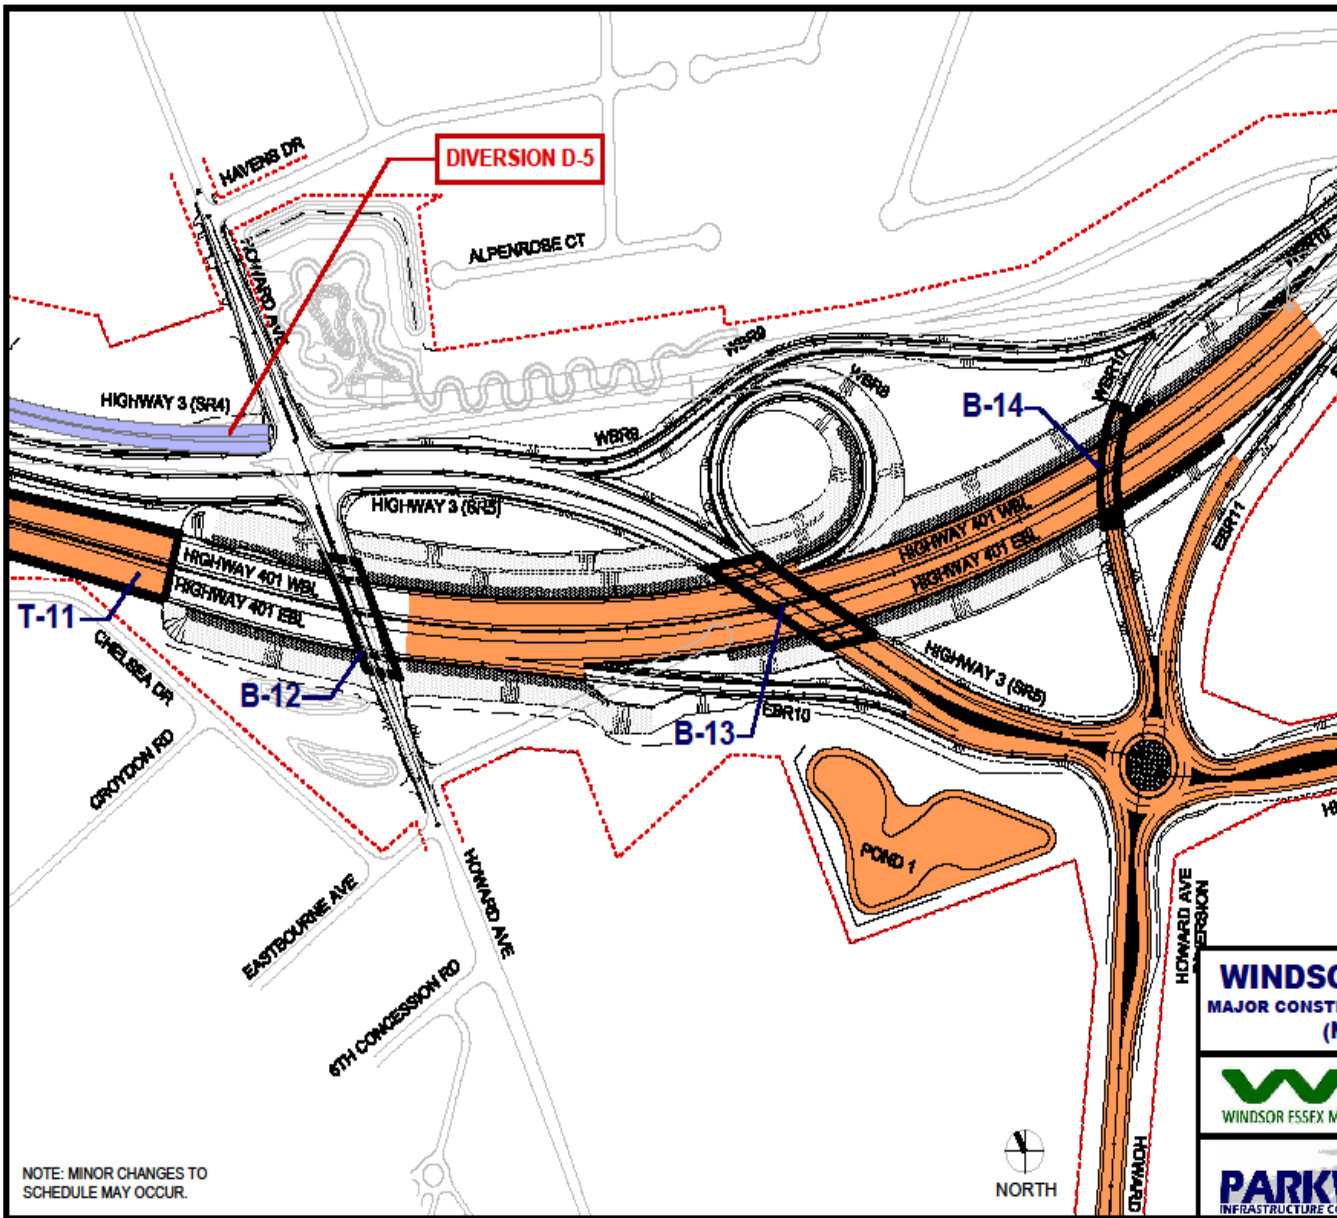 HAVENS DR
DIVERSION D-5
ALPENROSE CT
HOWARD AVE
HIGHWAY 3 (SR4)
WBR9
WBR9
WBR8
WBR17
B-14
HIGHWAY 3 (SR5)
HIGHWAY 401 WBL
HIGHWAY 401 EBL
HIGHWAY 401 WBL
HIGHWAY 401 EBL
EBR11
T-11
CHELSEA DR
B-12
HIGHWAY 3 (SR5)
EBR10
B-13
CROYDON RD
POND 1
EASTBOURNE AVE
HOWARD AVE
6TH CONCESSION RD
HOWARD AVE
DIVERSION
HOWARD
NORTH
NOTE: MINOR CHANGES TO
SCHEDULE MAY OCCUR.
WINDSO
MAJOR CONST
WINDSOR ESSEX M
PARK
INFRASTRUCTURE C